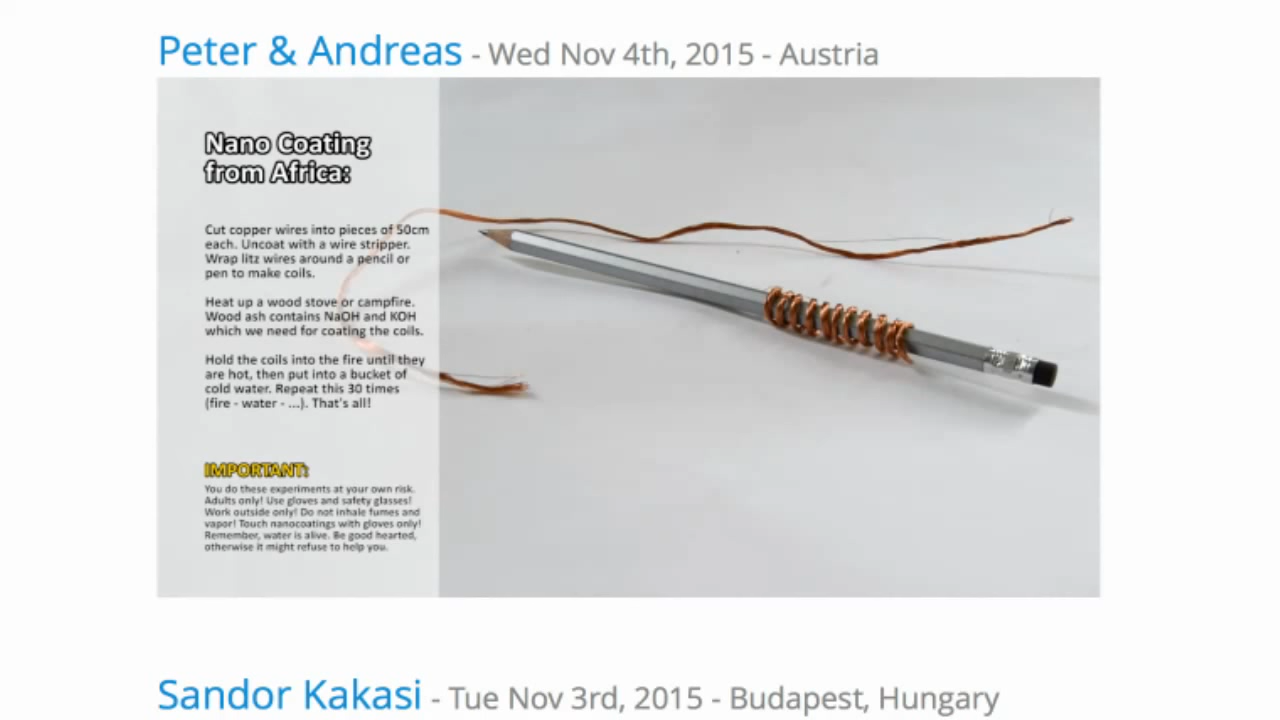 Peter & Andreas - Wed Nov 4th, 2015 - Austria
Nano Coating
from Africa:
Cut copper wires into pieces of 50cm
each. Uncoat with a wire stripper.
Wrap litz wires around a pencil or
pen to make coils.
Heat up a wood stove or campfire.
Wood ash contains NaOH and KOH
which we need for coating the coils.
Hold the coils into the fire until they
are hot, then put into a bucket of
cold water. Repeat this 30 times
(fire - water - ...). That's all!
IMPORTANT:
You do these experiments at your own risk.
Adults only! Use gloves and safety glasses!
Work outside only! Do not inhale fumes and
vapor! Touch nanocoatings with gloves only!
Remember, water is alive. Be good hearted,
otherwise it might refuse to help you.
Sandor Kakasi - Tue Nov 3rd, 2015 - Budapest, Hungary